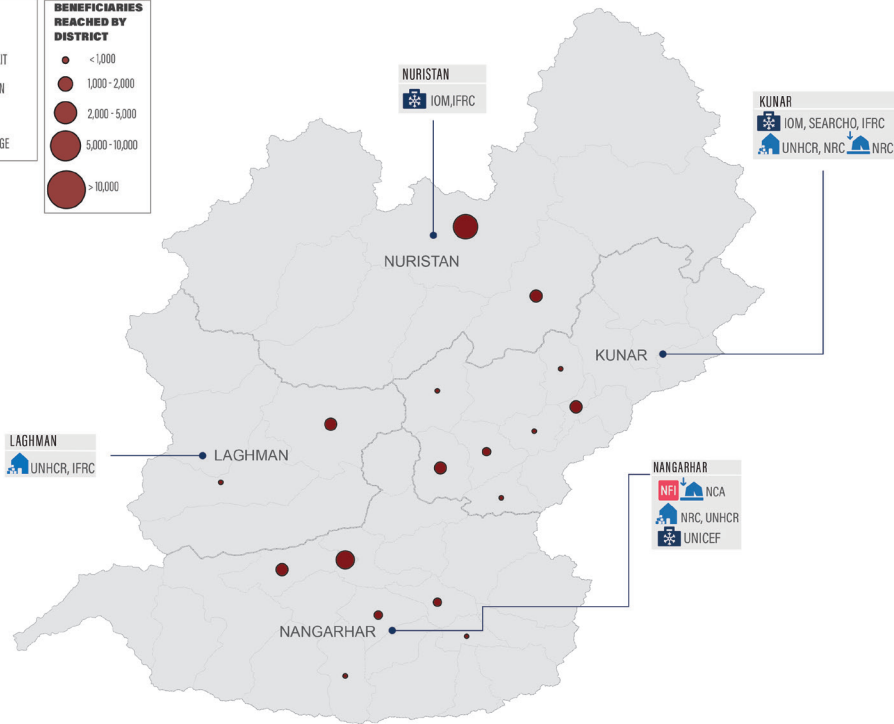 BENEFICIARIES
REACHED BY
DISTRICT
<1,000
1,000 - 2,000
2,000 - 5,000
5,000 - 10,000
> 10,000
NURISTAN
IOM,IFRC
KUNAR
IOM, SEARCHO, IFRC
UNHCR, NRC
NRC
NURISTAN
KUNAR
LAGHMAN
UNHCR, IFRC
LAGHMAN
NANGARHAR
NFI
NCA
NRC, UNHCR
UNICEF
NANGARHAR